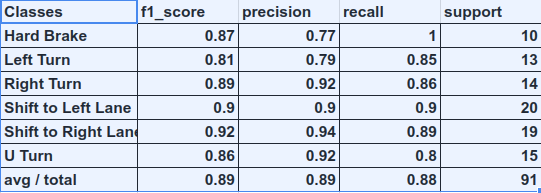 Classes f1_score precision recall support
Hard Brake 0.87 0.77 1 10
Left Turn 0.81 0.79 0.85 13
Right Turn 0.89 0.92 0.86 14
Shift to Left Lane 0.9 0.9 0.9 20
Shift to Right Lane 0.92 0.94 0.89 19
U Turn 0.86 0.92 0.8 15
avg / total 0.89 0.89 0.88 91